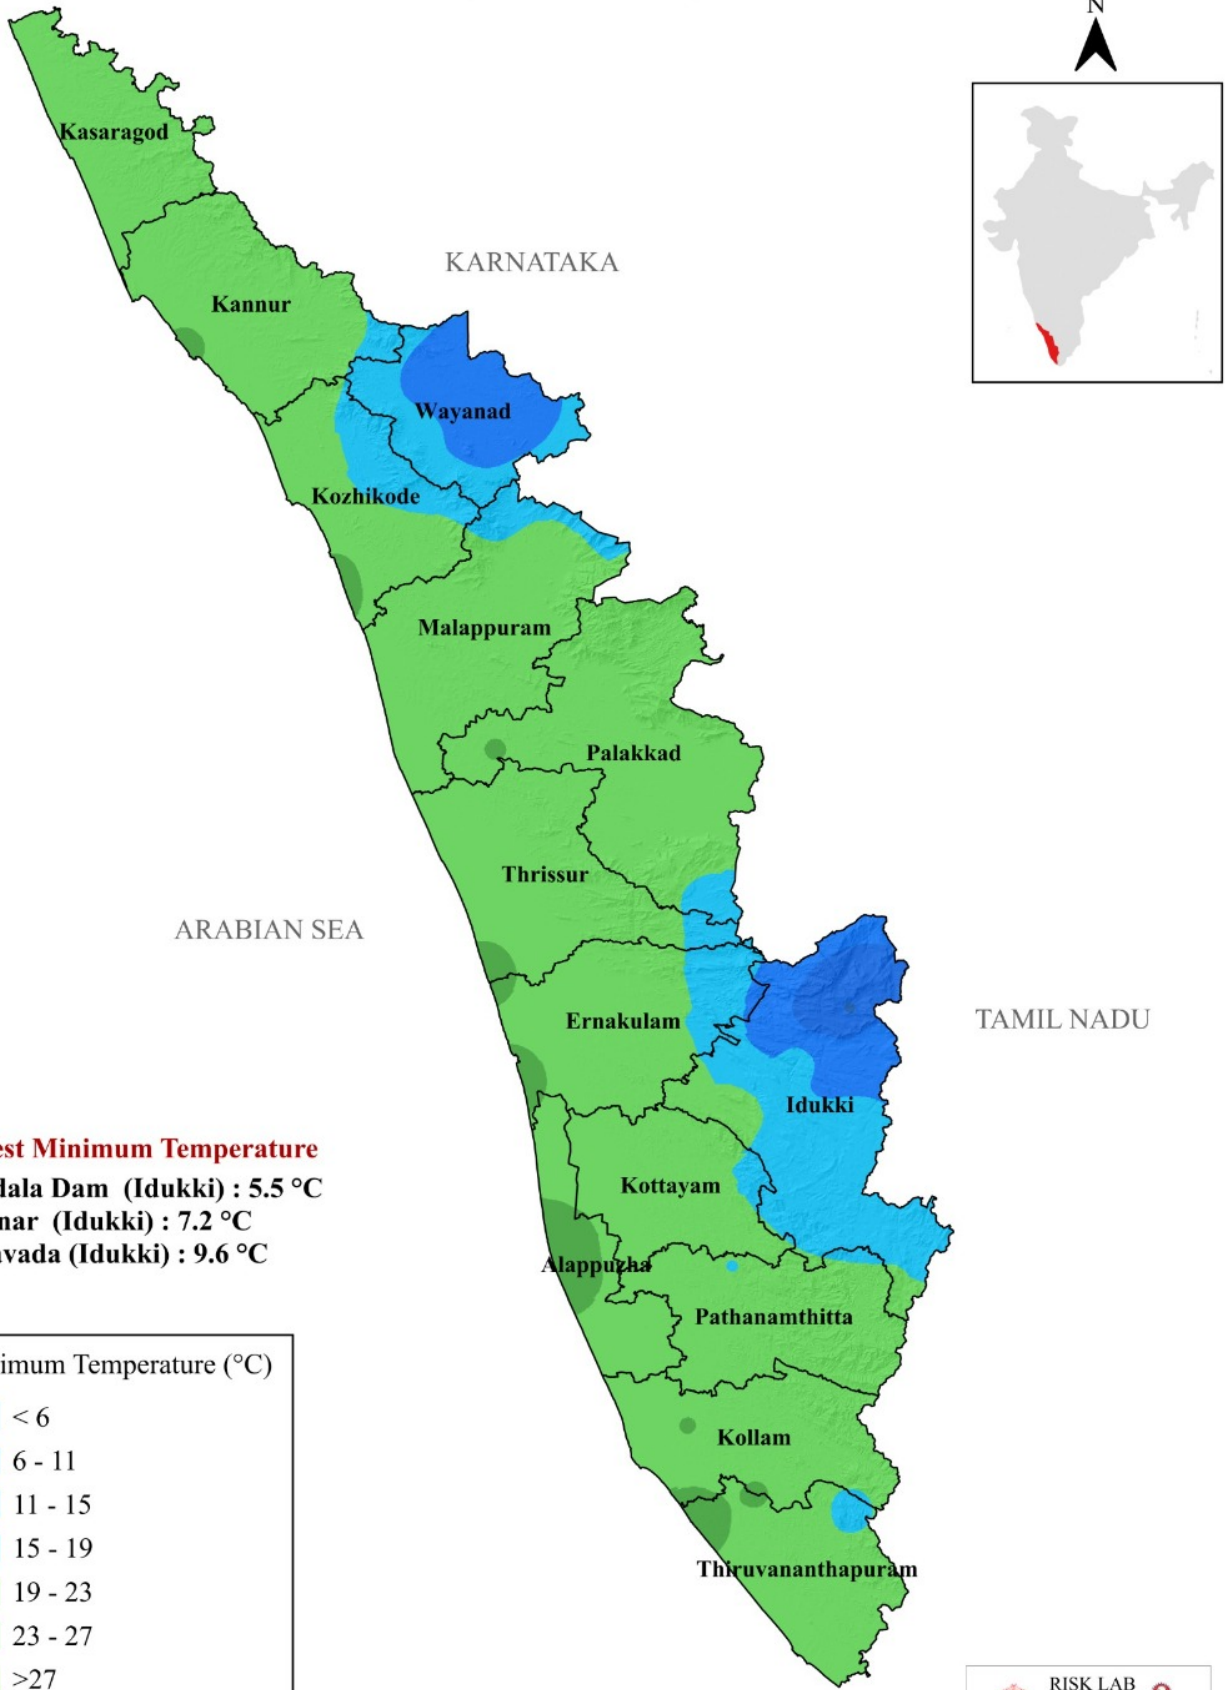 N
Kasaragod
KARNATAKA
Kannur
Wayanad
Kozhikode
Malappuram
Palakkad
Thrissur
ARABIAN SEA
Ernakulam
TAMIL NADU
Idukki
est Minimum Temperature
dala Dam (Idukki) : 5.5 °C
nar (Idukki) : 7.2 °C
avada (Idukki) : 9.6 °C
Kottayam
Alappuzha
Pathanamthitta
imum Temperature (°C)
< 6
6 - 11
11 - 15
15 - 19
19 - 23
23 - 27
>27
Kollam
Thiruvananthapuram
RISK LAB